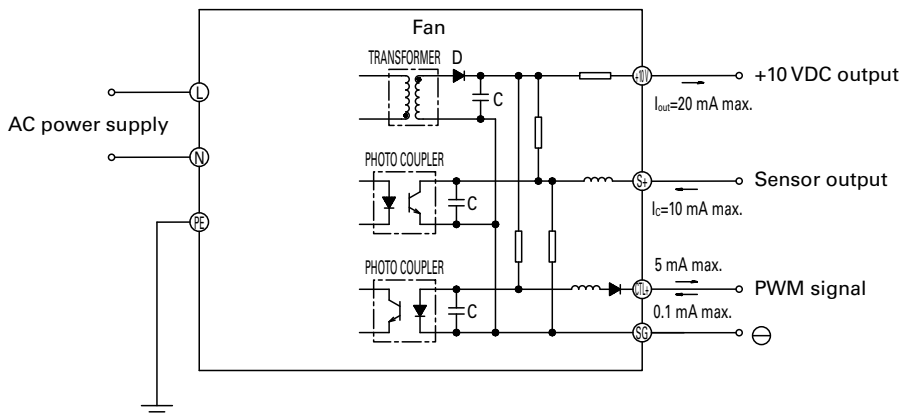 Fan
TRANSFORMER D
+10V
+10 VDC output
C
Iout=20 mA max.
L
AC power supply
N
PHOTO COUPLER
S+
Sensor output
C
Ic=10 mA max.
PE
PHOTO COUPLER
5 mA max.
CTL+
PWM signal
C
0.1 mA max.
SG
⊖